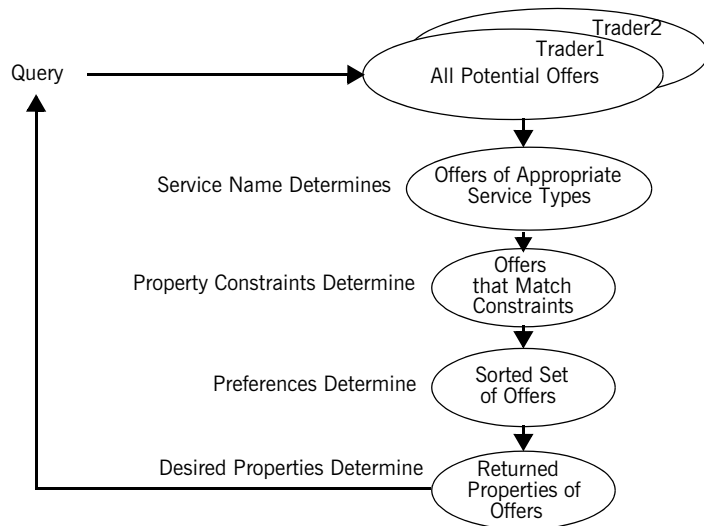 Trader2
Trader1
Query
All Potential Offers
Service Name Determines
Offers of Appropriate
Service Types
Property Constraints Determine
Offers
that Match
Constraints
Preferences Determine
Sorted Set
of Offers
Desired Properties Determine
Returned
Properties of
Offers